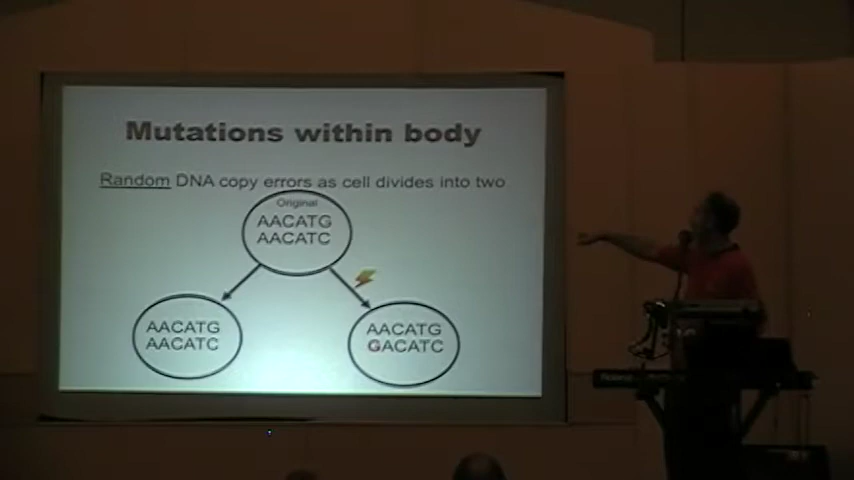 Mutations within body
Random DNA copy errors as cell divides into two
Original
AACATG
AACATC
AACATG
AACATC
AACATG
GACATC